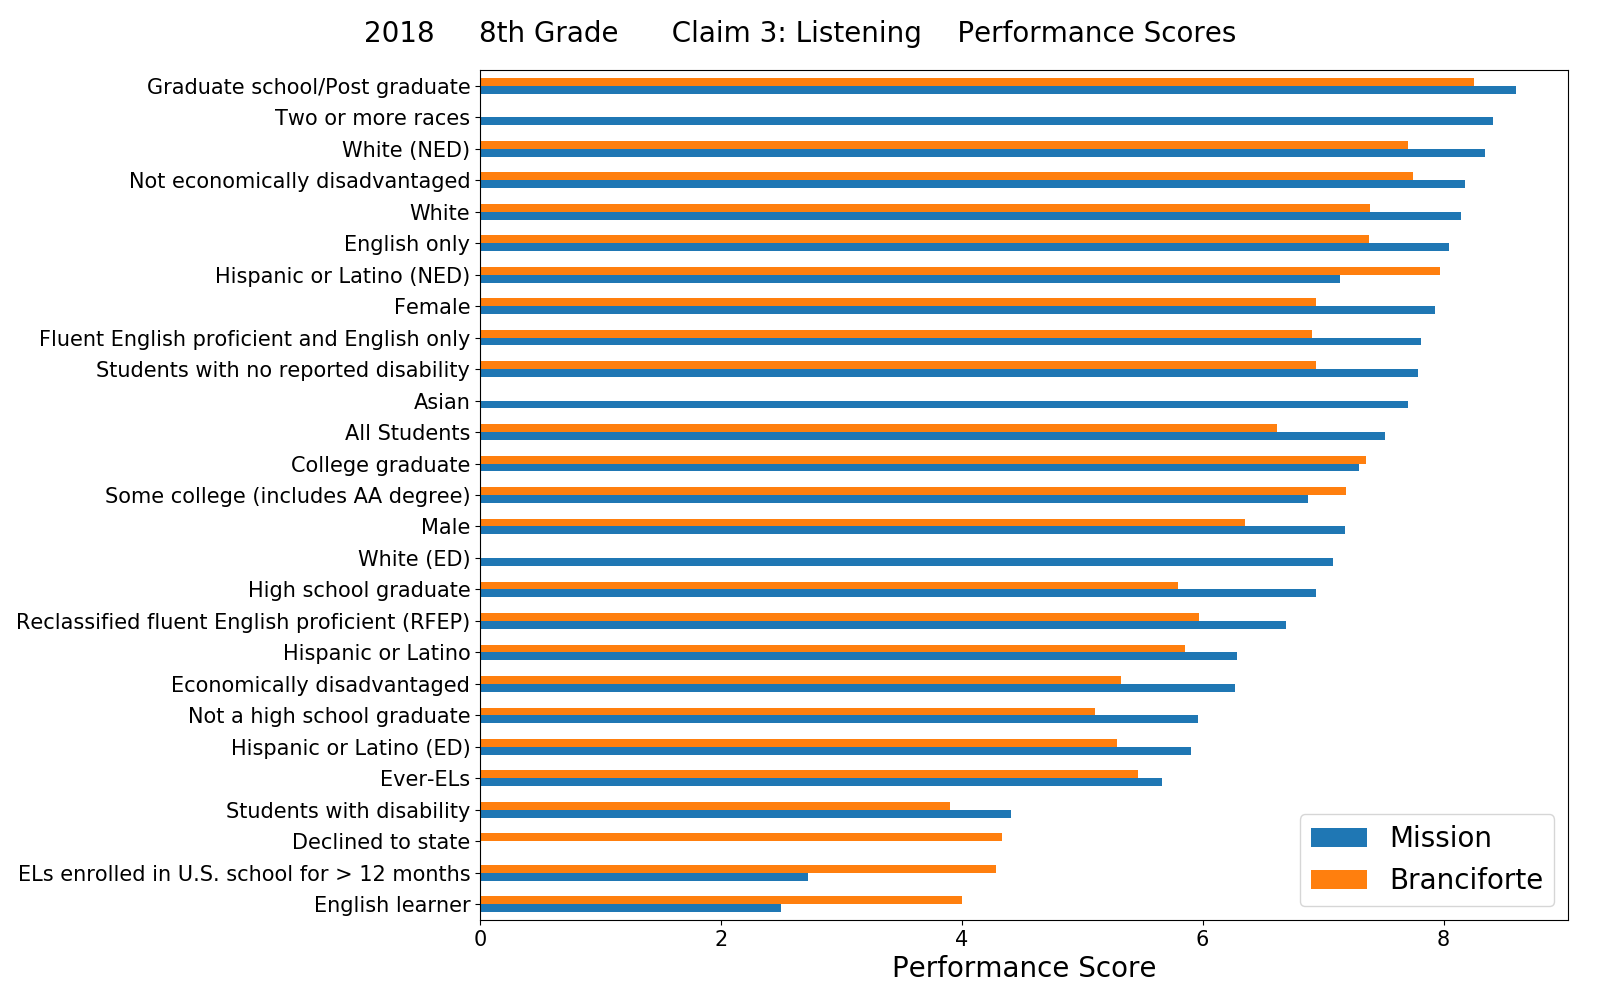 2018 8th Grade Claim 3: Listening Performance Scores
Graduate school/Post graduate
Two or more races
White (NED)
Not economically disadvantaged
White
English only
Hispanic or Latino (NED)
Female
Fluent English proficient and English only
Students with no reported disability
Asian
All Students
College graduate
Some college (includes AA degree)
Male
White (ED)
High school graduate
Reclassified fluent English proficient (RFEP)
Hispanic or Latino
Economically disadvantaged
Not a high school graduate
Hispanic or Latino (ED)
Ever-ELs
Students with disability
Declined to state
ELs enrolled in U.S. school for > 12 months
English learner
Mission
Branciforte
0 2 4 6 8
Performance Score